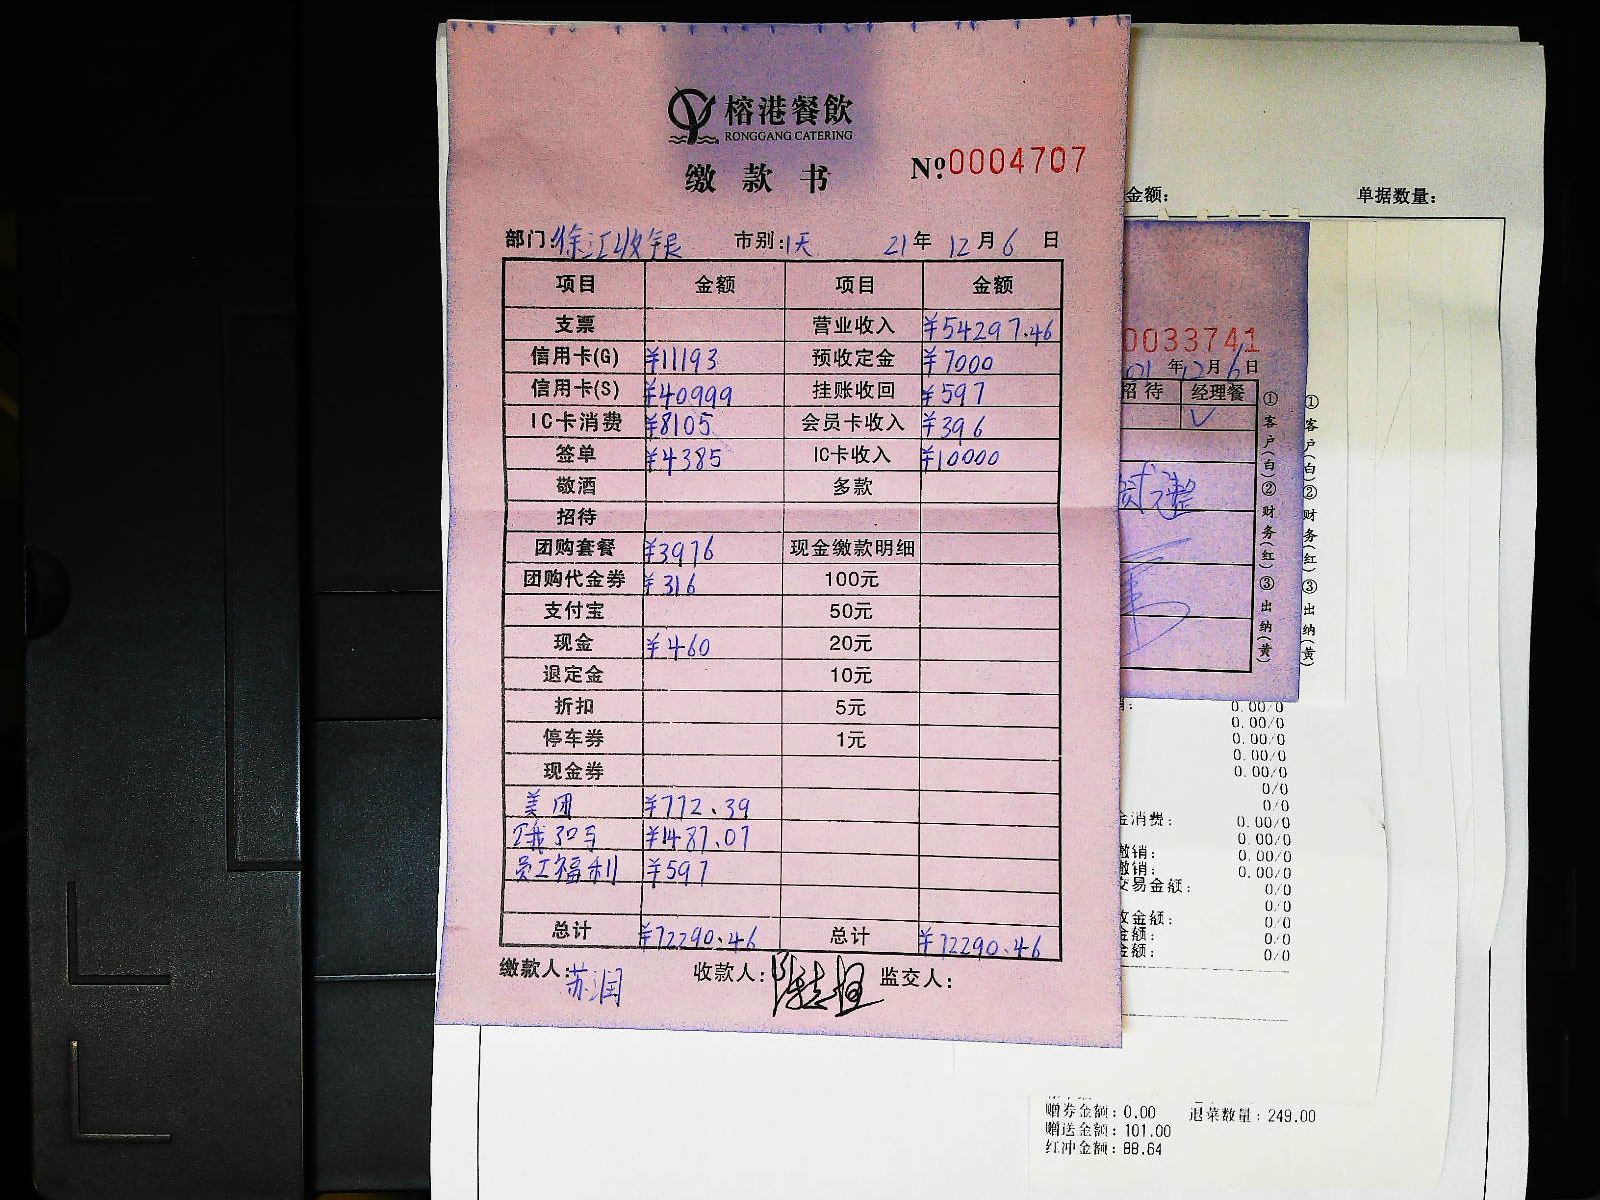 榕港餐飲
RONGGANG CATERING
缴款书
№:0004707
部门:徐汇收银 市别:1天 21年 12月 6日
项目 金额 项目 金额
支票 营业收入 ¥54297.46
信用卡(G) ¥11193 预收定金 ¥7000
信用卡(S) ¥40999 挂账收回 ¥597
IC卡消费 ¥8105 会员卡收入 ¥396
签单 ¥4385 IC卡收入 ¥10000
敬酒 多款
招待
团购套餐 ¥3976 现金缴款明细
团购代金券 ¥316 100元
支付宝 50元
现金 ¥460 20元
退定金 10元
折扣 5元
停车券 1元
现金券
美团 ¥772.39
饿了吗 ¥1487.07
员工福利 ¥597
总计 ¥72290.46 总计 ¥72290.46
缴款人: 苏润 收款人: 监交人:
金额: 单据数量:
0033741
年12月6日
招待 经理餐
✓
元整
①客户(白)②财务(红)③出纳(黄)
①客户(白)②财务(红)③出纳(黄)
0.00/0
0.00/0
0.00/0
0.00/0
0.00/0
0/0
0/0
金消费: 0.00/0
0.00/0
撤销: 0.00/0
撤销: 0.00/0
交易金额: 0/0
0/0
收金额: 0/0
金额: 0/0
金额: 0/0
赠券金额: 0.00 退菜数量: 249.00
赠送金额: 101.00
红冲金额: 88.64